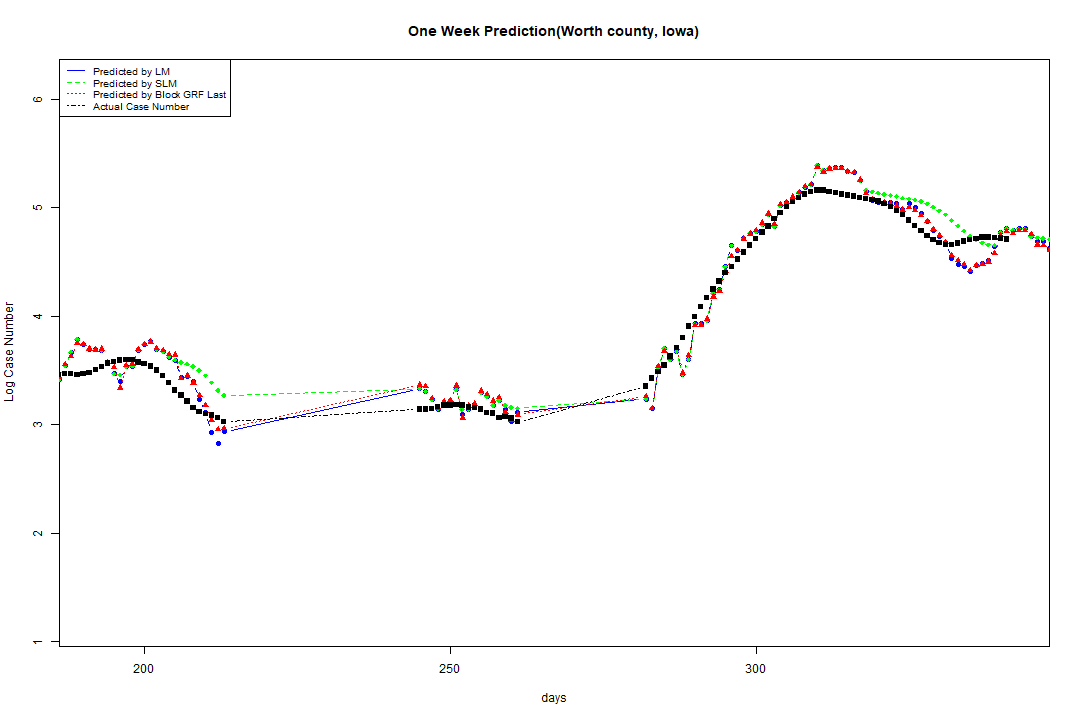 One Week Prediction(Worth county, Iowa)
Predicted by LM
Predicted by SLM
Predicted by Block GRF Last
Actual Case Number
6
5
4
3
2
1
Log Case Number
200
250
300
days